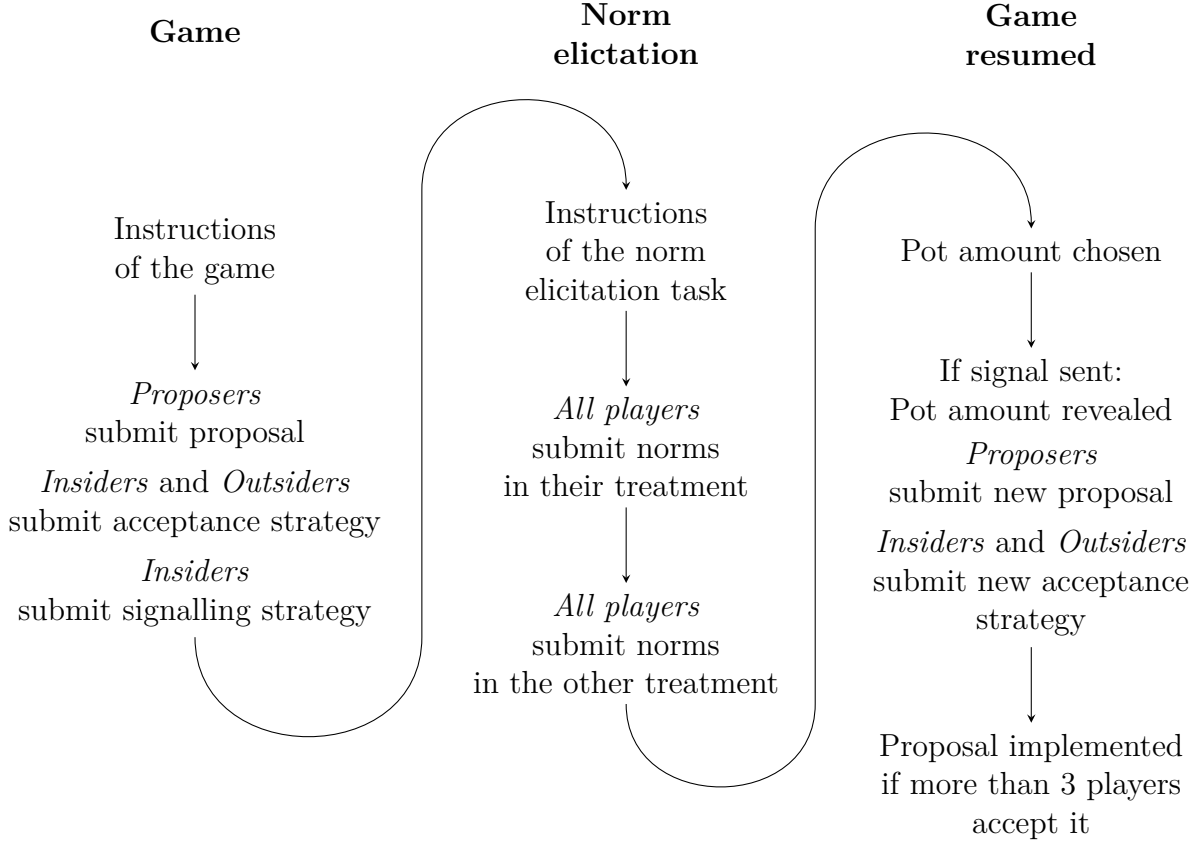 Game
Instructions
of the game
Proposers
submit proposal
Insiders and Outsiders
submit acceptance strategy
Insiders
submit signalling strategy
Norm
elictation
Instructions
of the norm
elicitation task
All players
submit norms
in their treatment
All players
submit norms
in the other treatment
Game
resumed
Pot amount chosen
If signal sent:
Pot amount revealed
Proposers
submit new proposal
Insiders and Outsiders
submit new acceptance
strategy
Proposal implemented
if more than 3 players
accept it